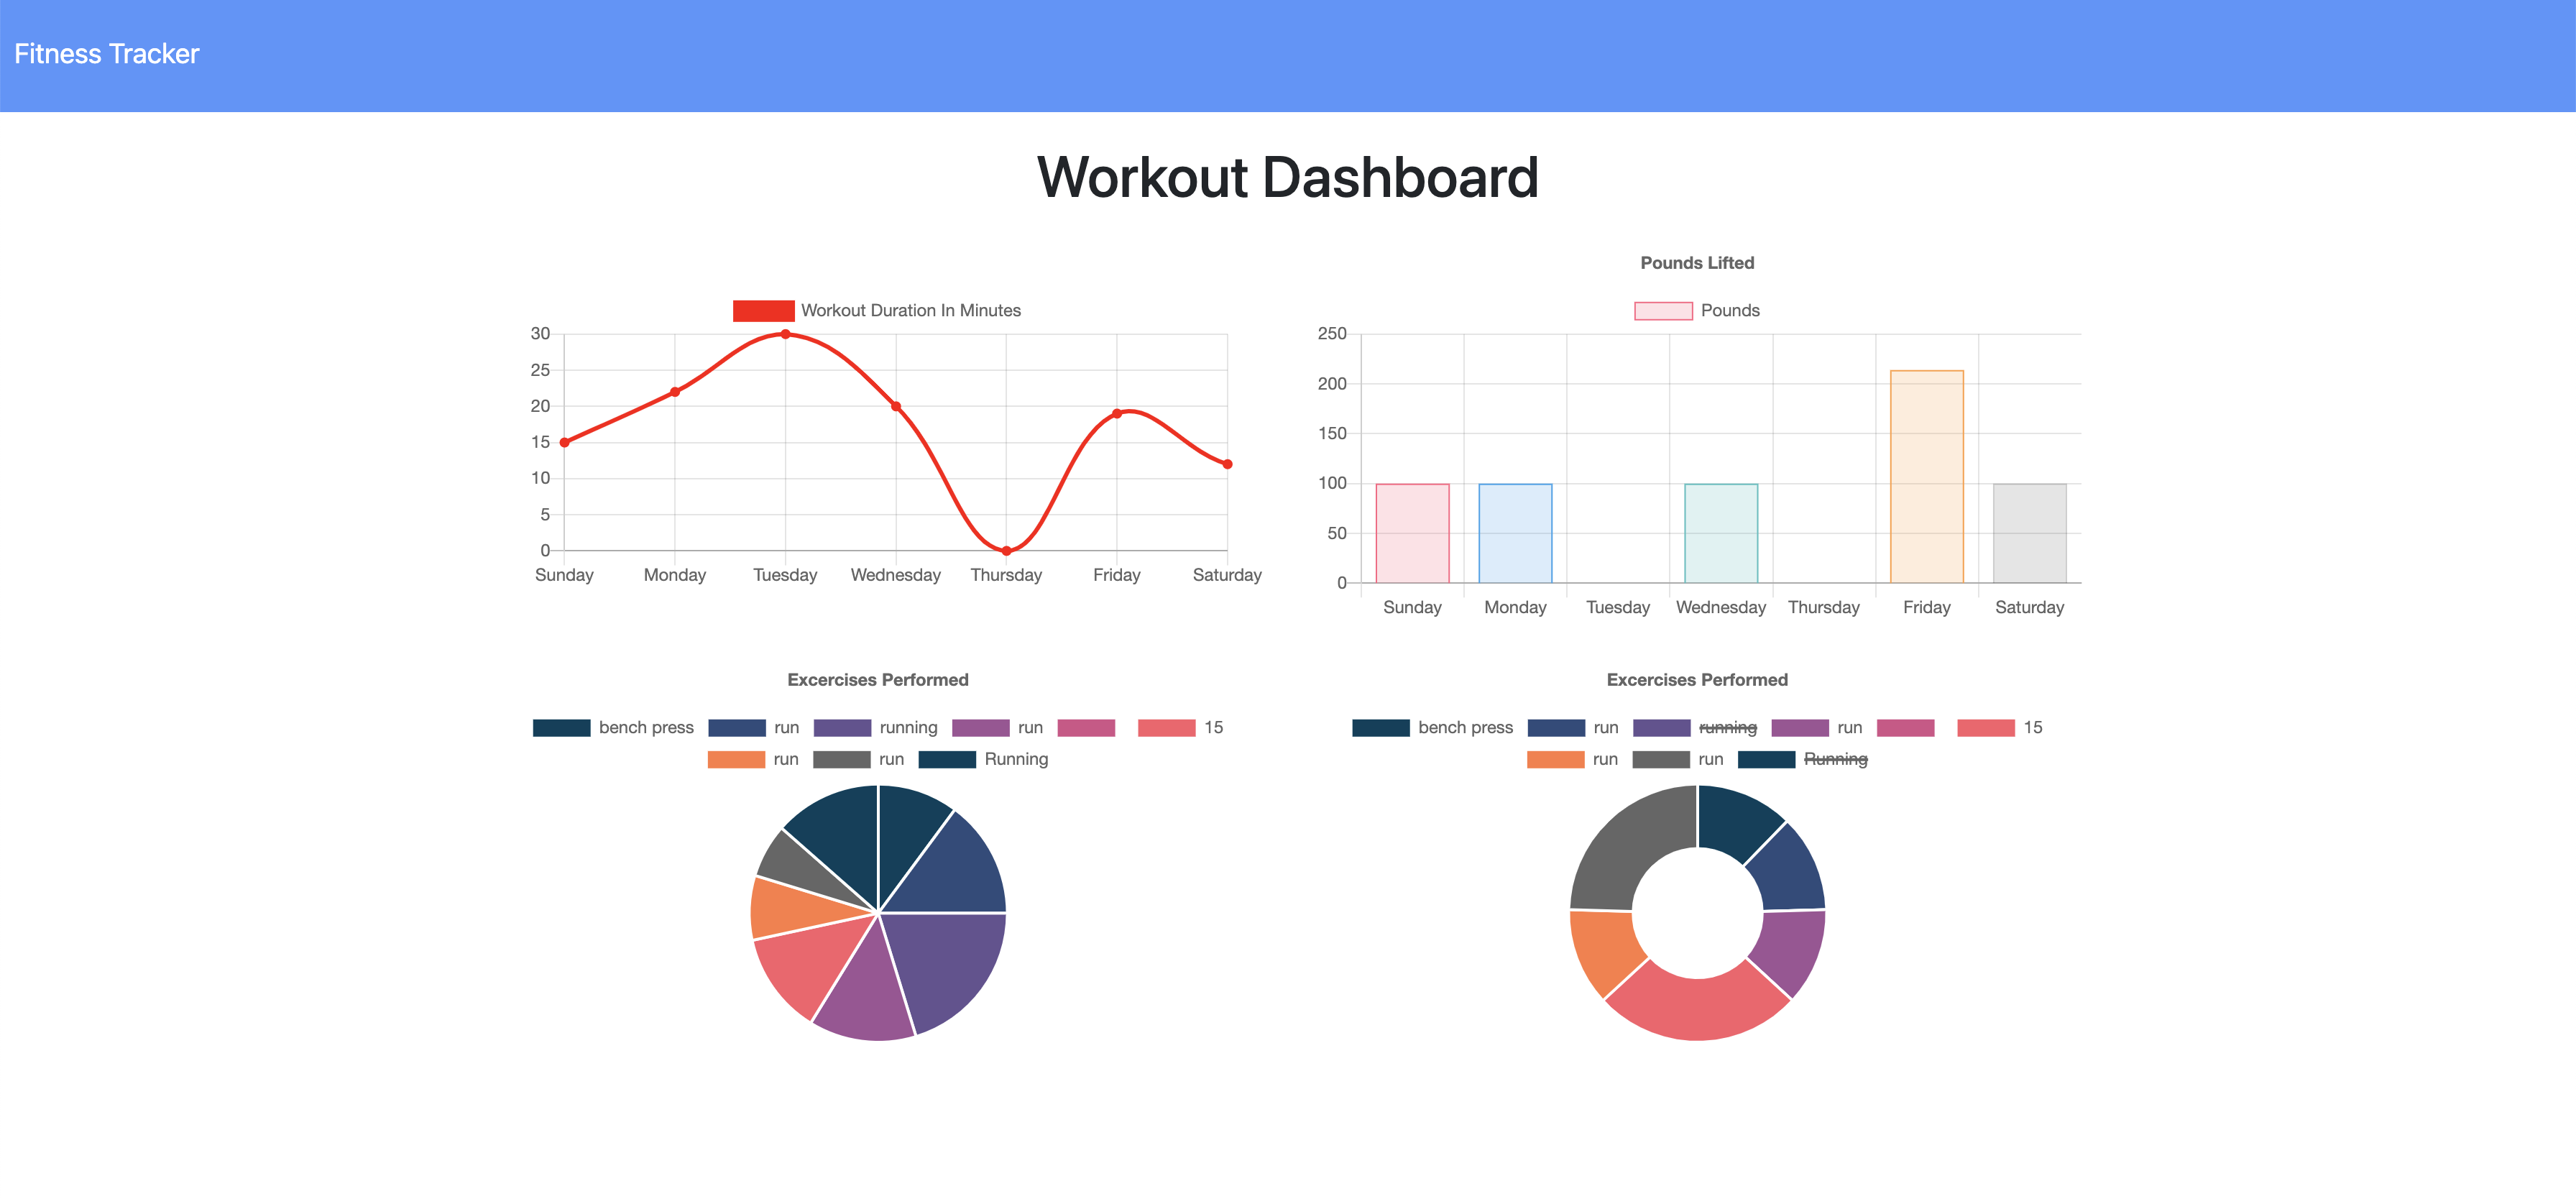 Fitness Tracker
Workout Dashboard
Workout Duration In Minutes
30
25
20
15
10
5
0
Sunday Monday Tuesday Wednesday Thursday Friday Saturday
Pounds Lifted
Pounds
250
200
150
100
50
0
Sunday Monday Tuesday Wednesday Thursday Friday Saturday
Excercises Performed
bench press run running run 15
run run Running
Excercises Performed
bench press run running run 15
run run Running